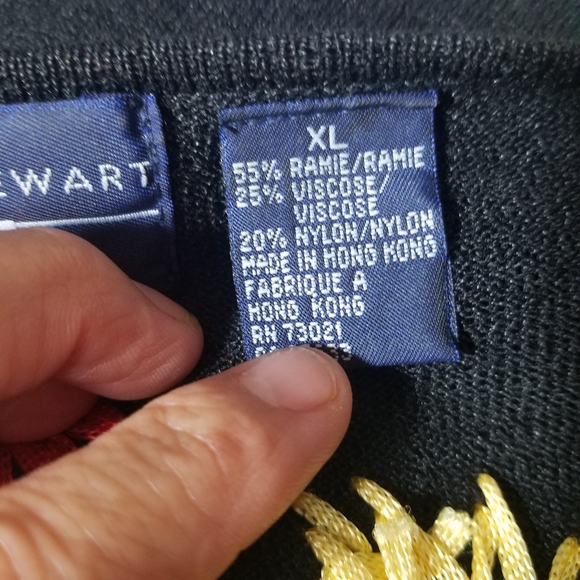 EWART
XL
55% RAMIE/RAMIE
25% VISCOSE/
VISCOSE
20% NYLON/NYLON
MADE IN HONG KONG
FABRIQUE A
HONG KONG
RN 73021